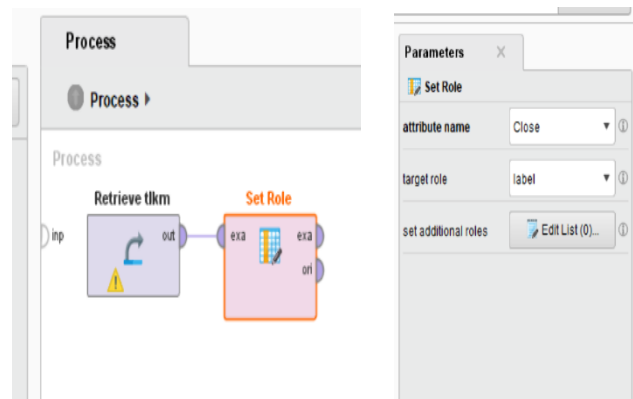 Process
Process
Process
Retrieve tlkm
Set Role
inp
out
exa
exa
ori
Parameters
Set Role
attribute name
Close
target role
label
set additional roles
Edit List (0)...